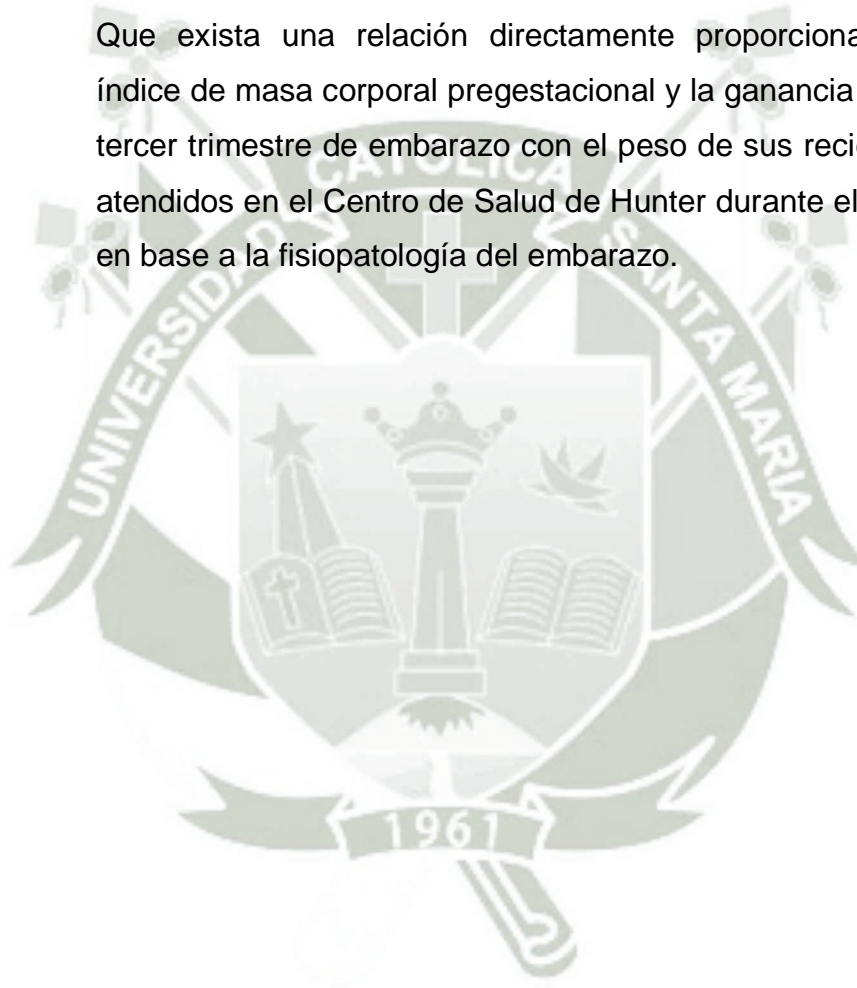 Que exista una relación directamente proporciona
índice de masa corporal pregestacional y la ganancia
tercer trimestre de embarazo con el peso de sus reci
atendidos en el Centro de Salud de Hunter durante el
en base a la fisiopatología del embarazo.
UNIVERSIDAD CATÓLICA SANTA MARIA
1961